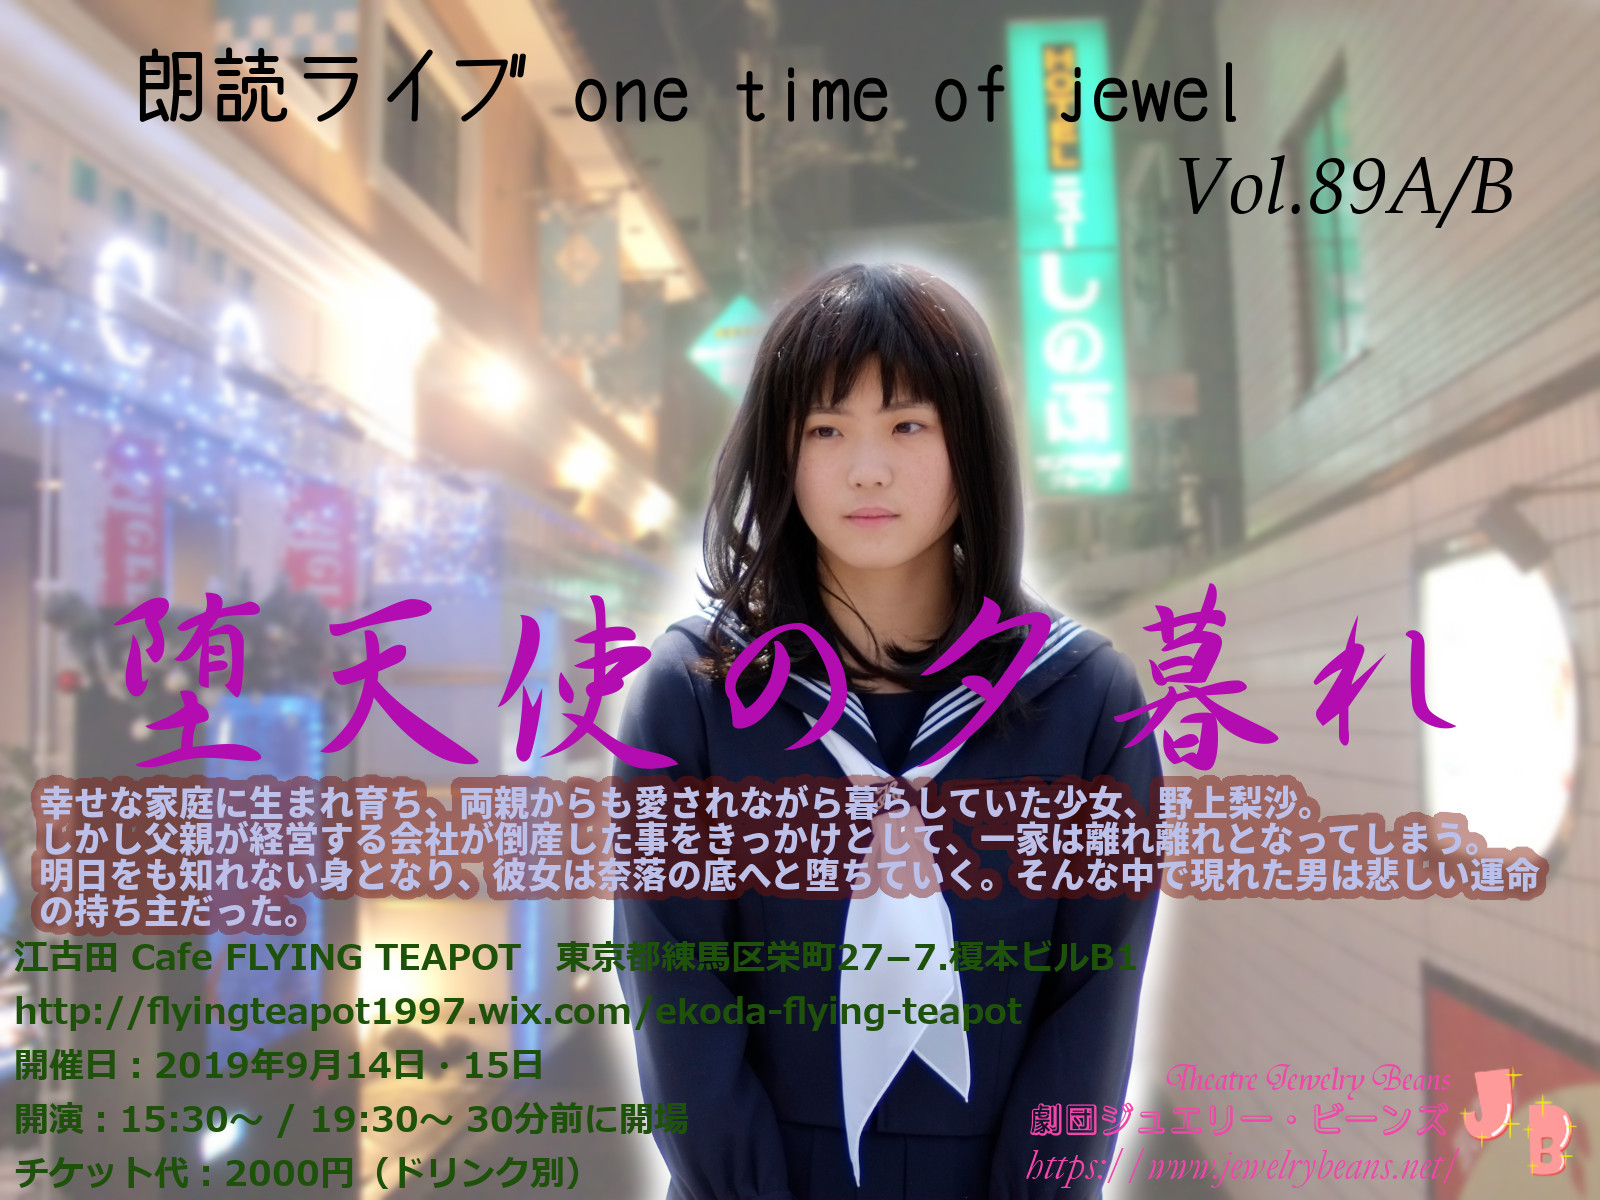 朗読ライブ one time of jewel
Vol.89A/B
HOTEL
ニュー
しのぶ
グループ
堕天使の夕暮れ
幸せな家庭に生まれ育ち、両親からも愛されながら暮らしていた少女、野上梨沙。
しかし父親が経営する会社が倒産した事をきっかけとして、一家は離れ離れとなってしまう。
明日をも知れない身となり、彼女は奈落の底へと堕ちていく。そんな中で現れた男は悲しい運命
の持ち主だった。
江古田 Cafe FLYING TEAPOT　東京都練馬区栄町27−7.榎本ビルB1
http://flyingteapot1997.wix.com/ekoda-flying-teapot
開催日：2019年9月14日・15日
開演：15:30～ / 19:30～ 30分前に開場
チケット代：2000円（ドリンク別）
Theatre Jewelry Beans
劇団ジュエリー・ビーンズ
https://www.jewelrybeans.net/
JB